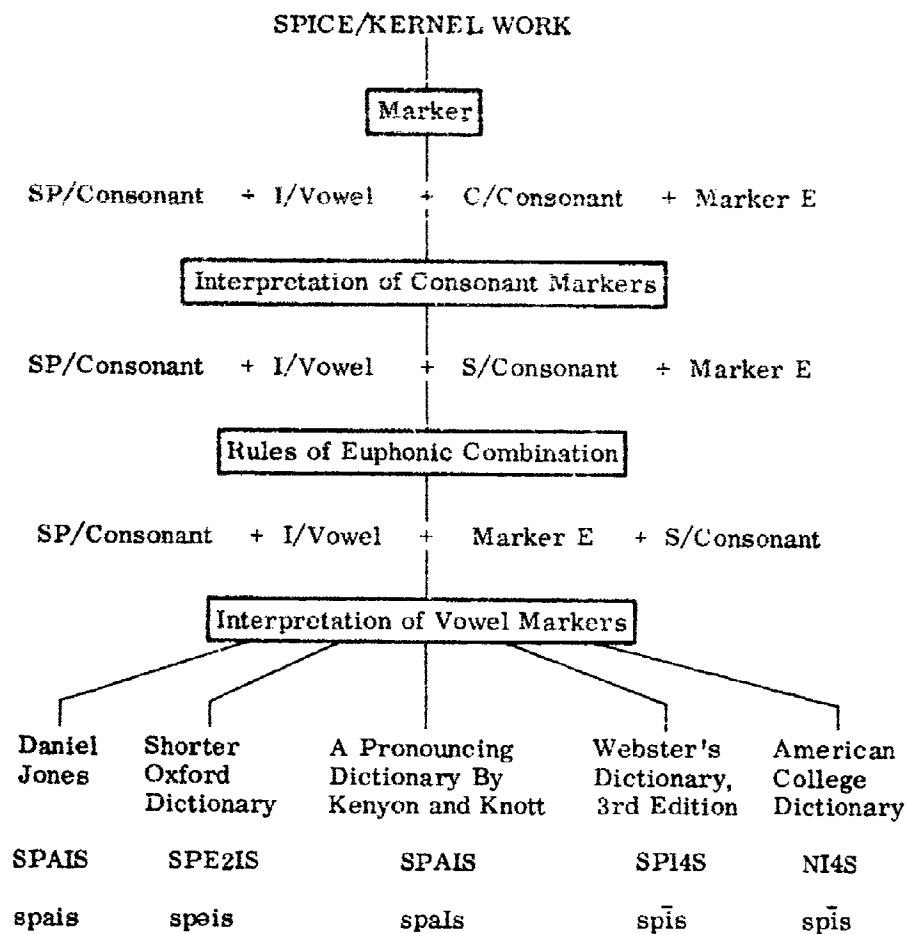 SPICE/KERNEL WORK
Marker
SP/Consonant ÷ I/Vowel + C/Consonant + Marker E
Interpretation of Consonant Markers
SP/Consonant + I/Vowel + S/Consonant ÷ Marker E
Rules of Euphonic Combination
SP/Consonant + I/Vowel + Marker E + S/Consonant
Interpretation of Vowel Markers
Daniel Jones
Shorter Oxford Dictionary
A Pronouncing Dictionary By Kenyon and Knott
Webster's Dictionary, 3rd Edition
American College Dictionary
SPAIS SPE2IS SPAIS SPI4S NI4S
spais spəis spaIs spīs spīs